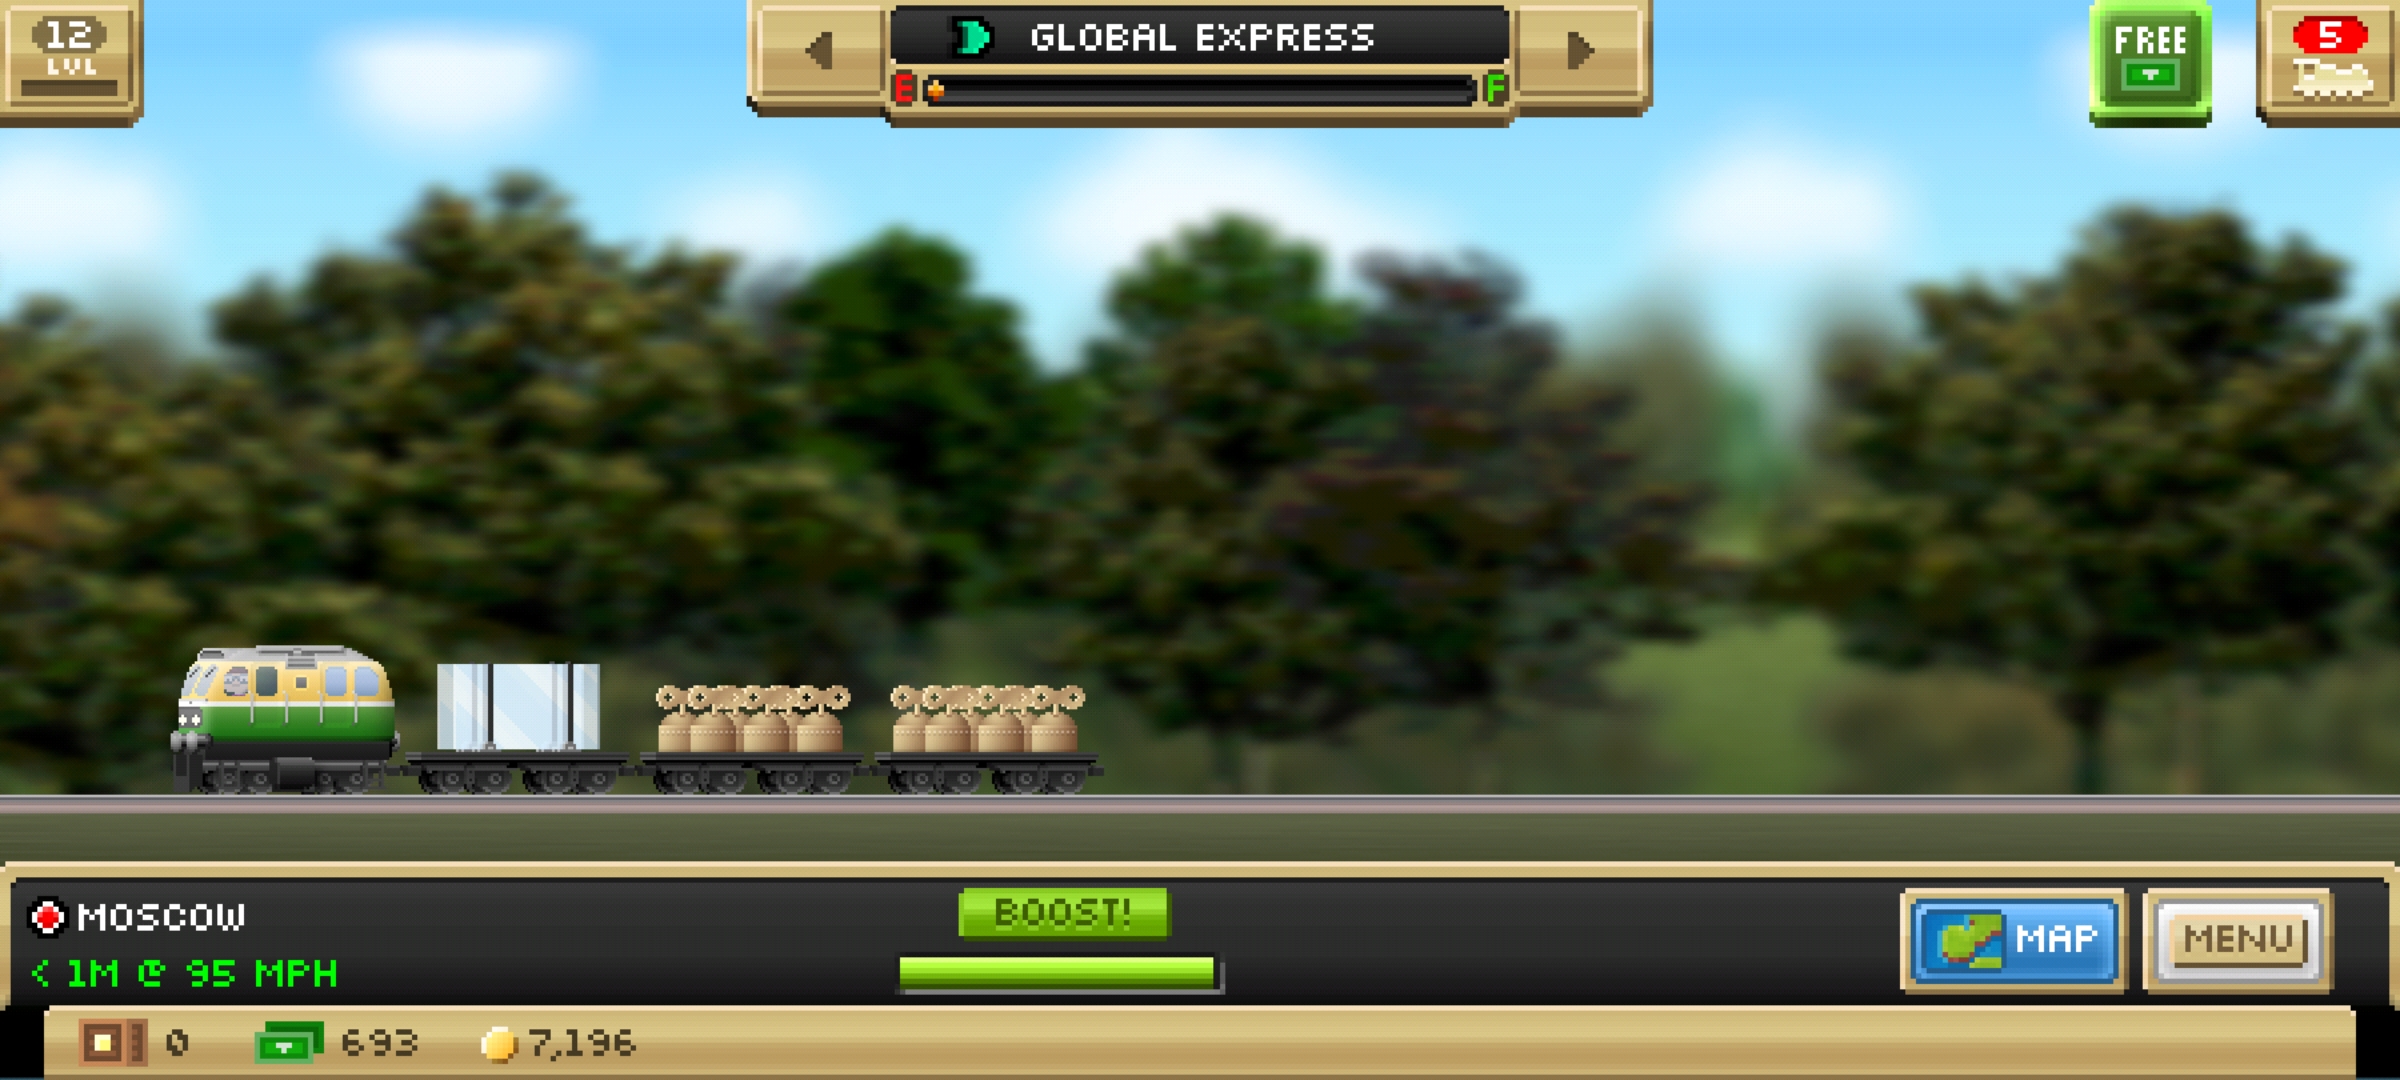 12
LVL
GLOBAL EXPRESS
E F
FREE
5
MOSCOW
< 1M @ 95 MPH
BOOST!
MAP
MENU
0 693 7,196